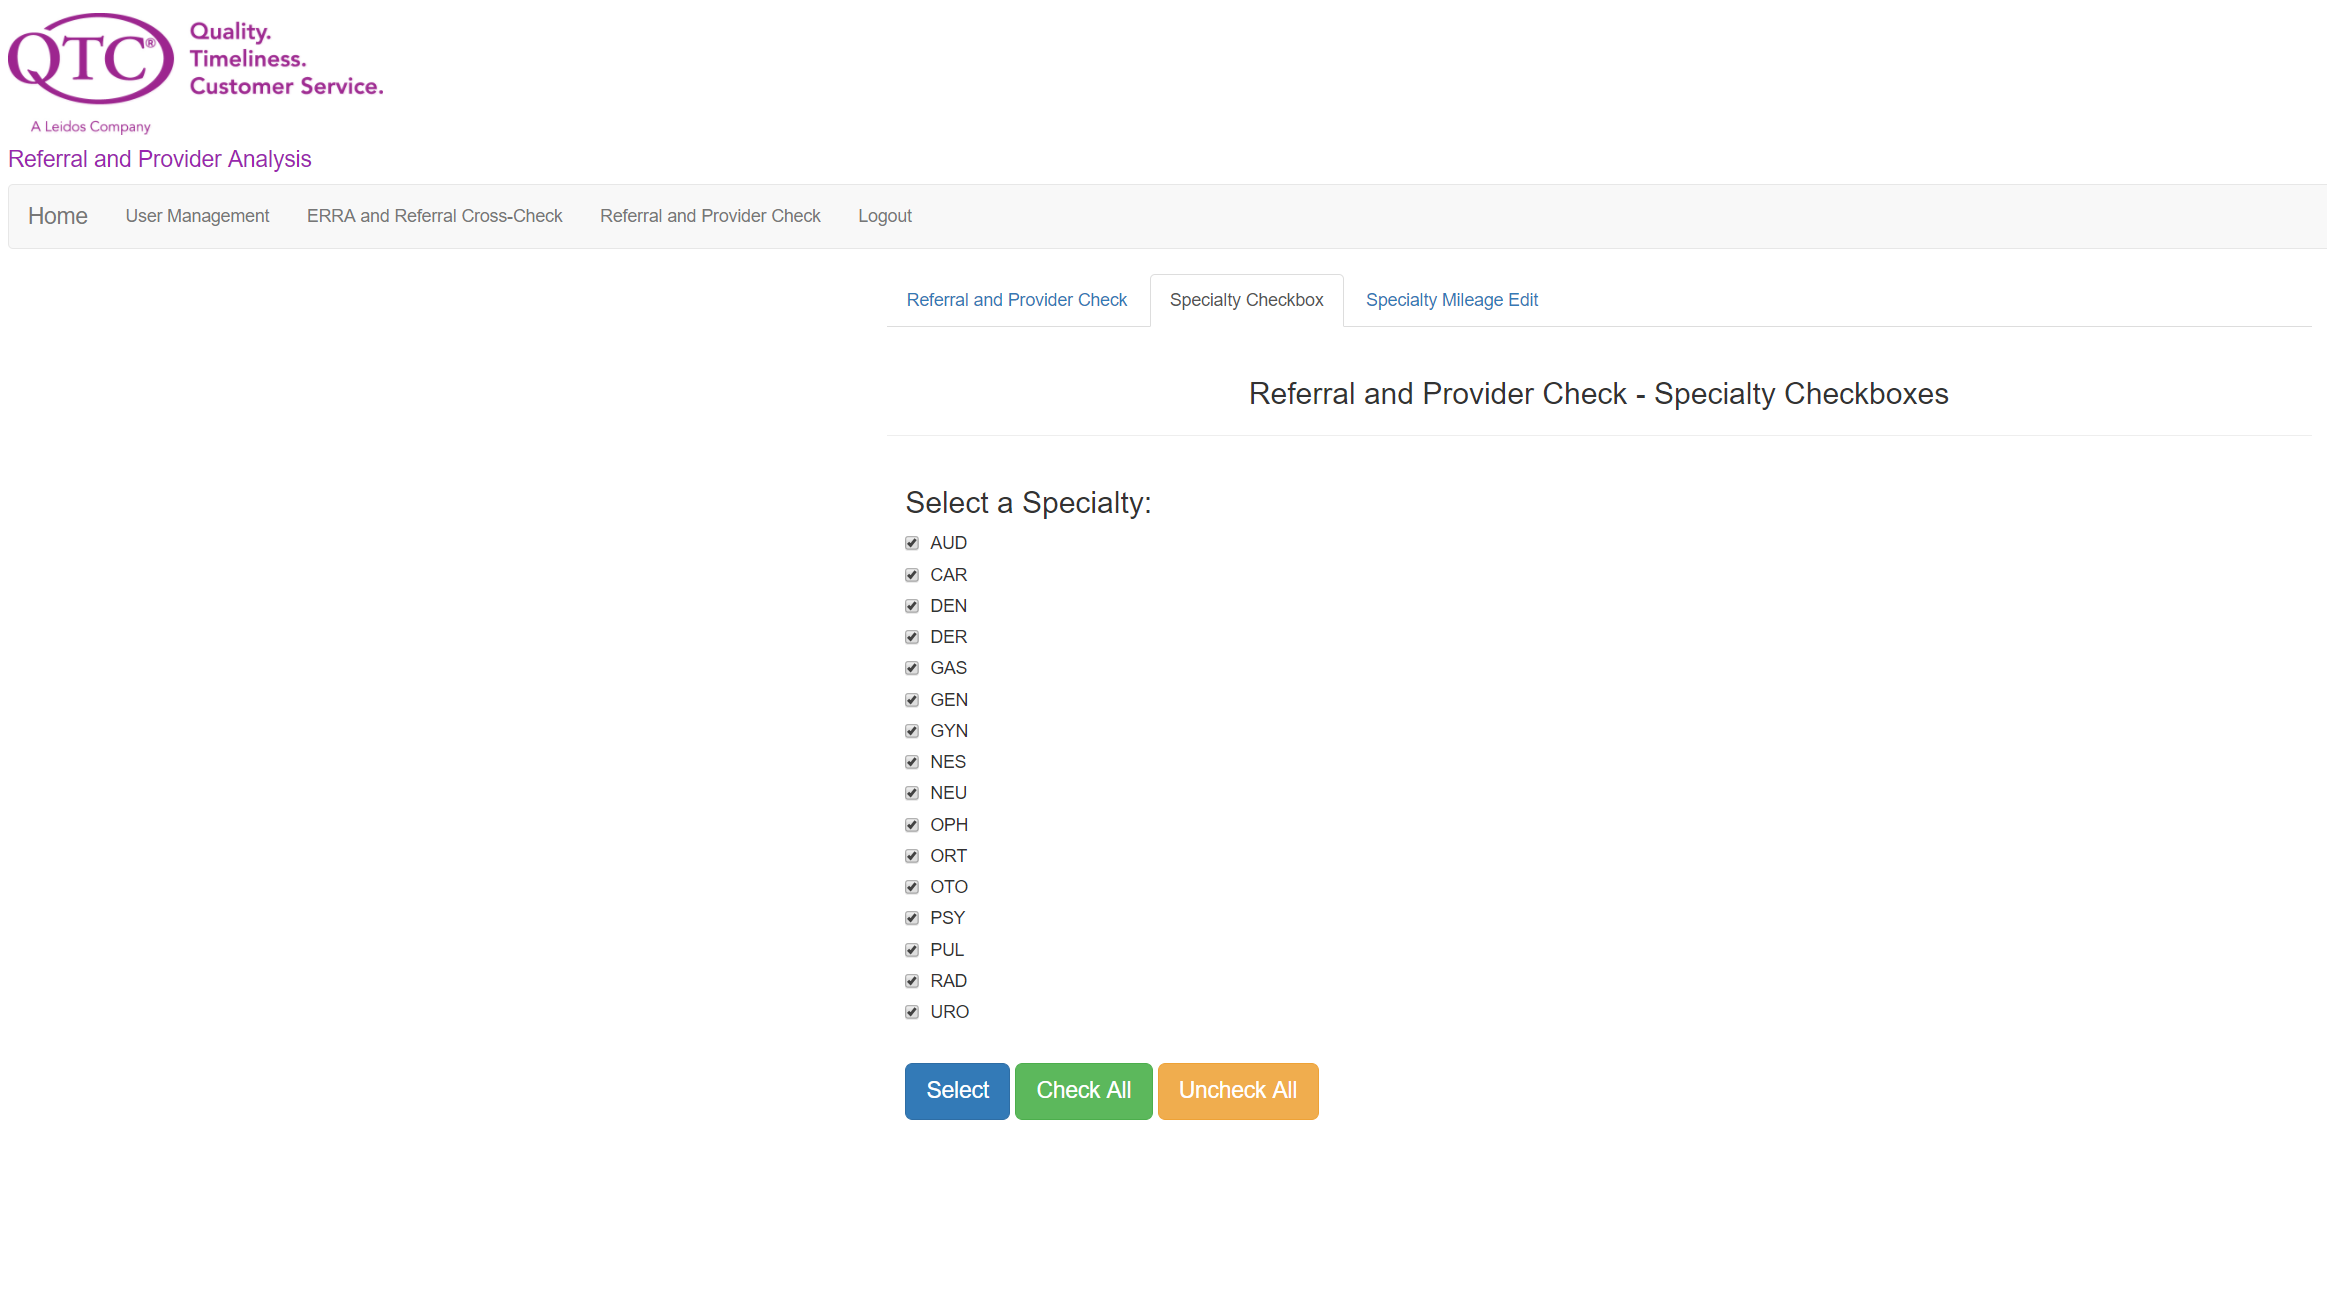 QTC®
Quality.
Timeliness.
Customer Service.
A Leidos Company
Referral and Provider Analysis
Home User Management ERRA and Referral Cross-Check Referral and Provider Check Logout
Referral and Provider Check Specialty Checkbox Specialty Mileage Edit
Referral and Provider Check - Specialty Checkboxes
Select a Specialty:
AUD
CAR
DEN
DER
GAS
GEN
GYN
NES
NEU
OPH
ORT
OTO
PSY
PUL
RAD
URO
Select Check All Uncheck All